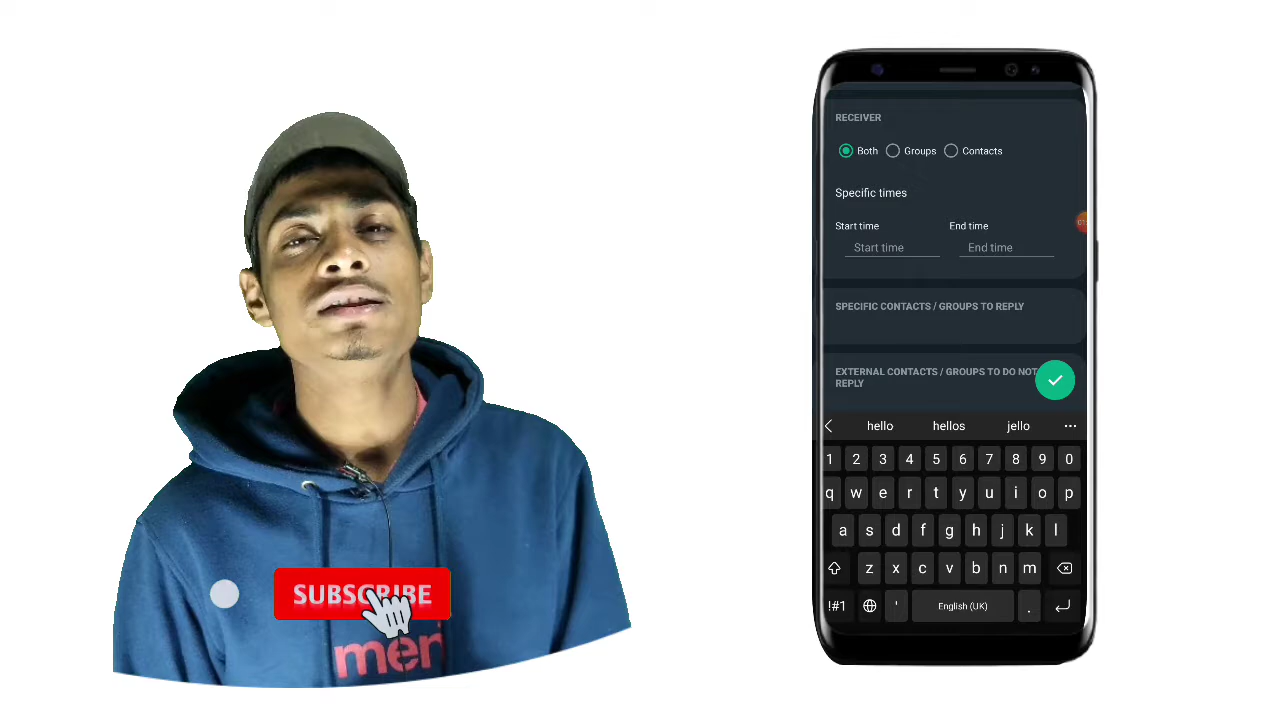 SUBSCRIBE
RECEIVER
Both Groups Contacts
Specific times
Start time End time
Start time End time
SPECIFIC CONTACTS / GROUPS TO REPLY
EXTERNAL CONTACTS / GROUPS TO DO NOT
REPLY
hello hellos jello
1 2 3 4 5 6 7 8 9 0
q w e r t y u i o p
a s d f g h j k l
z x c v b n m
!#1 ' English (UK) .